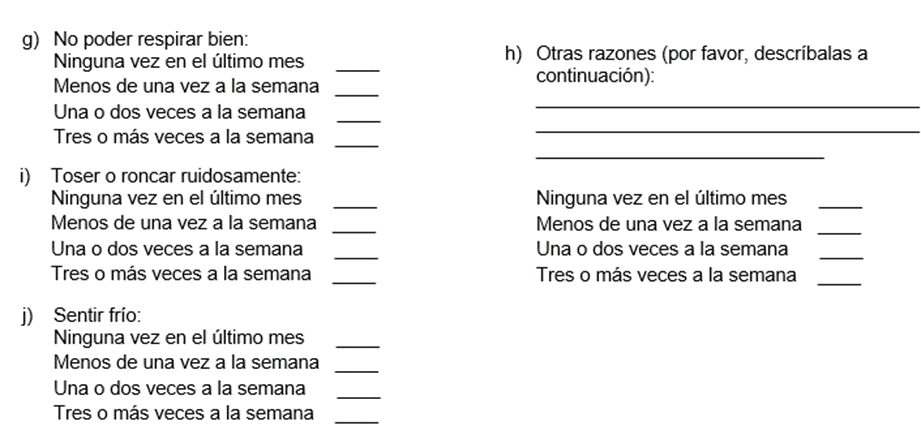 g) No poder respirar bien:
Ninguna vez en el último mes ____
Menos de una vez a la semana ____
Una o dos veces a la semana ____
Tres o más veces a la semana ____
i) Toser o roncar ruidosamente:
Ninguna vez en el último mes ____
Menos de una vez a la semana ____
Una o dos veces a la semana ____
Tres o más veces a la semana ____
j) Sentir frío:
Ninguna vez en el último mes ____
Menos de una vez a la semana ____
Una o dos veces a la semana ____
Tres o más veces a la semana ____
h) Otras razones (por favor, descríbalas a
continuación):
Ninguna vez en el último mes ____
Menos de una vez a la semana ____
Una o dos veces a la semana ____
Tres o más veces a la semana ____